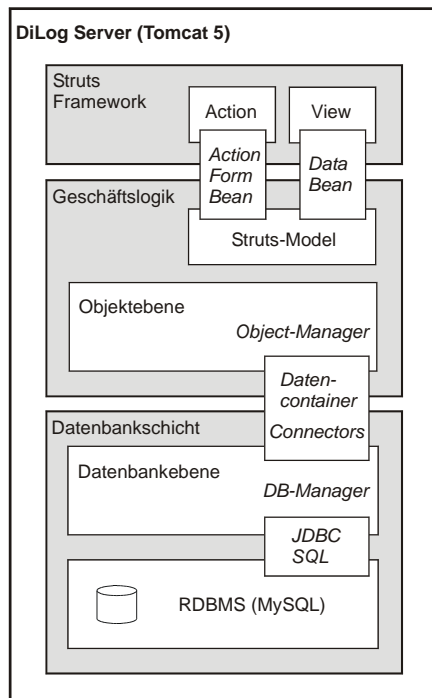 DiLog Server (Tomcat 5)
Struts
Framework
Action
View
Action
Form
Bean
Data
Bean
Geschäftslogik
Struts-Model
Objektebene
Object-Manager
Daten-
container
Connectors
Datenbankschicht
Datenbankebene
DB-Manager
JDBC
SQL
RDBMS (MySQL)